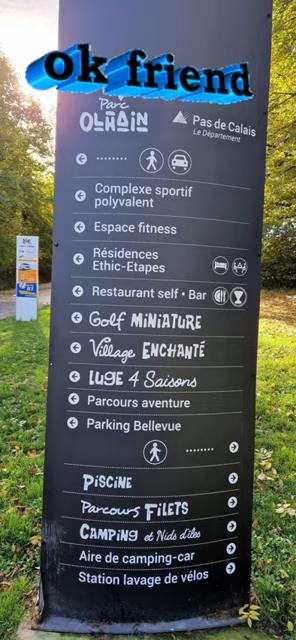 ok friend
Parc
OLHAIN
Pas de Calais
Le Département
Complexe sportif
polyvalent
Espace fitness
Résidences
Ethic-Etapes
Restaurant self • Bar
Golf MINIATURE
Village ENCHANTÉ
LUGE 4 Saisons
Parcours aventure
Parking Bellevue
PISCINE
Parcours FILETS
CAMPING et Nids d'iles
Aire de camping-car
Station lavage de vélos